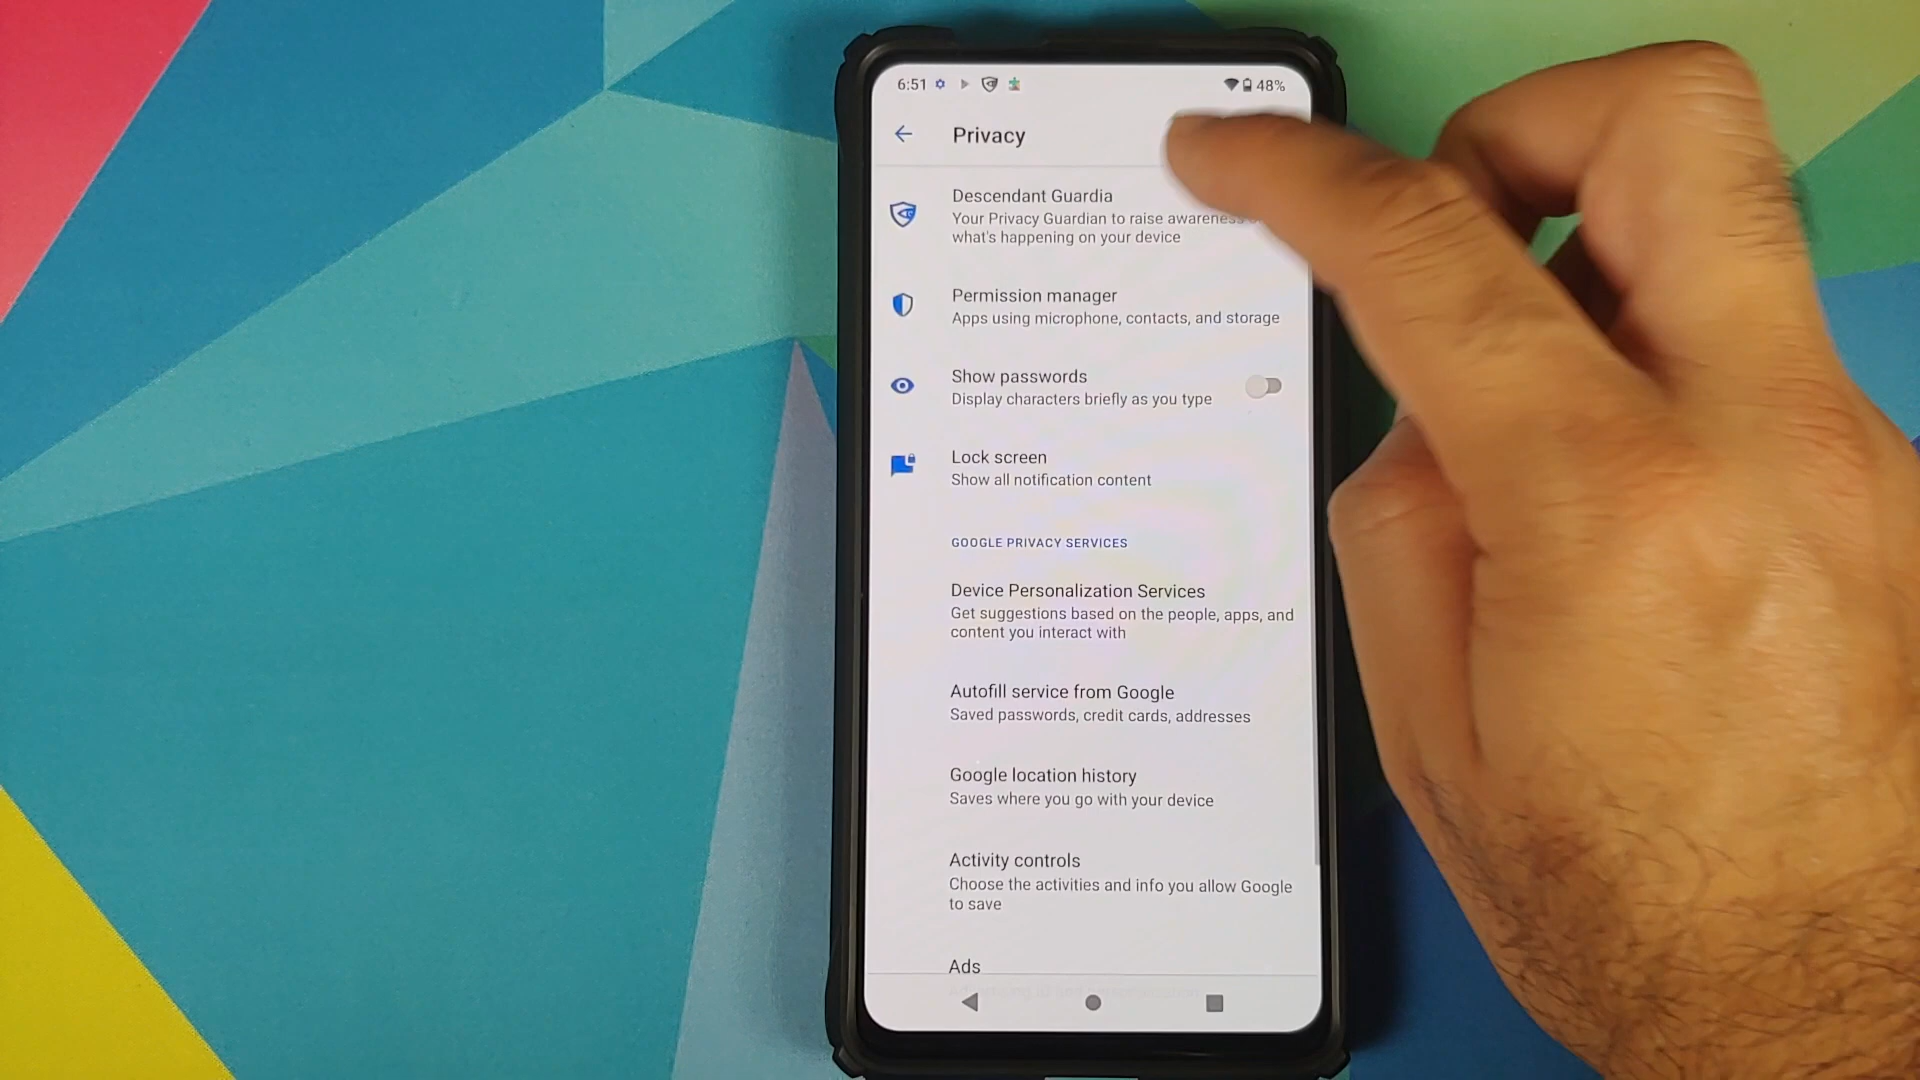 6:51 48%
Privacy
Descendant Guardia
Your Privacy Guardian to raise awareness
what's happening on your device
Permission manager
Apps using microphone, contacts, and storage
Show passwords
Display characters briefly as you type
Lock screen
Show all notification content
GOOGLE PRIVACY SERVICES
Device Personalization Services
Get suggestions based on the people, apps, and
content you interact with
Autofill service from Google
Saved passwords, credit cards, addresses
Google location history
Saves where you go with your device
Activity controls
Choose the activities and info you allow Google
to save
Ads